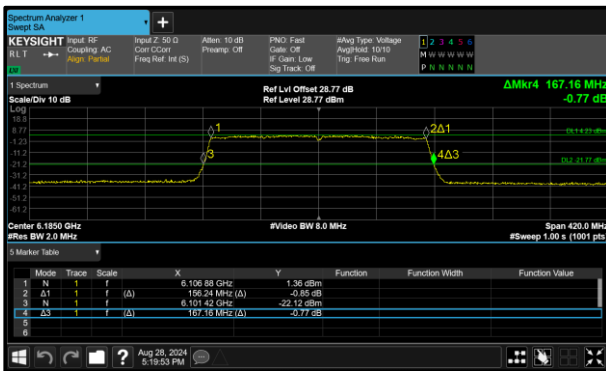 Spectrum Analyzer 1
Swept SA
+
KEYSIGHT Input: RF Input Z: 50 Ω Atten: 10 dB PNO: Fast #Avg Type: Voltage 1 2 3 4 5 6
RLT Coupling: AC Corr CCorr Preamp: Off Gate: Off Avg|Hold: 10/10 M W W W W W
Align: Partial Freq Ref: Int (S) IF Gain: Low Trig: Free Run P N N N N N
Sig Track: Off
1 Spectrum Ref Lvl Offset 28.77 dB ΔMkr4 167.16 MHz
Scale/Div 10 dB Ref Level 28.77 dBm -0.77 dB
Log
18.8
8.77
-1.23
-11.2
-21.2
-31.2
-41.2
-51.2
-61.2
1
2Δ1
3
4Δ3
DL2 -21.77 dBm
Center 6.1850 GHz #Video BW 8.0 MHz Span 420.0 MHz
#Res BW 2.0 MHz #Sweep 1.00 s (1001 pts)
5 Marker Table
Mode Trace Scale X Y Function Function Width Function Value
1 N 1 f 6.106 88 GHz 1.36 dBm
2 Δ1 1 f (Δ) 156.24 MHz (Δ) -0.85 dB
3 N 1 f 6.101 42 GHz -22.12 dBm
4 Δ3 1 f (Δ) 167.16 MHz (Δ) -0.77 dB
5
6
? Aug 28, 2024
5:19:53 PM